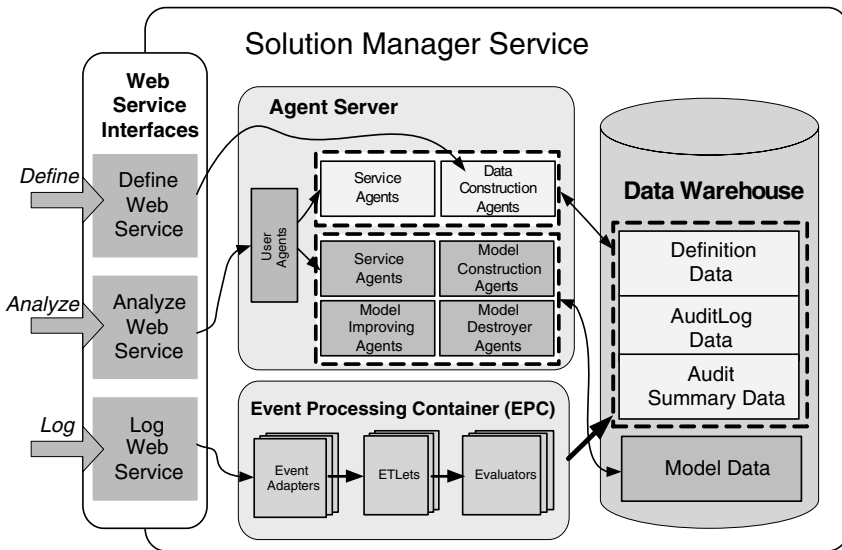 Solution Manager Service
Web
Service
Interfaces
Define
Define
Web
Service
Analyze
Analyze
Web
Service
Log
Log
Web
Service
Agent Server
User
Agents
Service
Agents
Data
Construction
Agents
Service
Agents
Model
Construction
Agents
Model
Improving
Agents
Model
Destroyer
Agents
Event Processing Container (EPC)
Event
Adapters
ETLets
Evaluators
Data Warehouse
Definition
Data
AuditLog
Data
Audit
Summary Data
Model Data